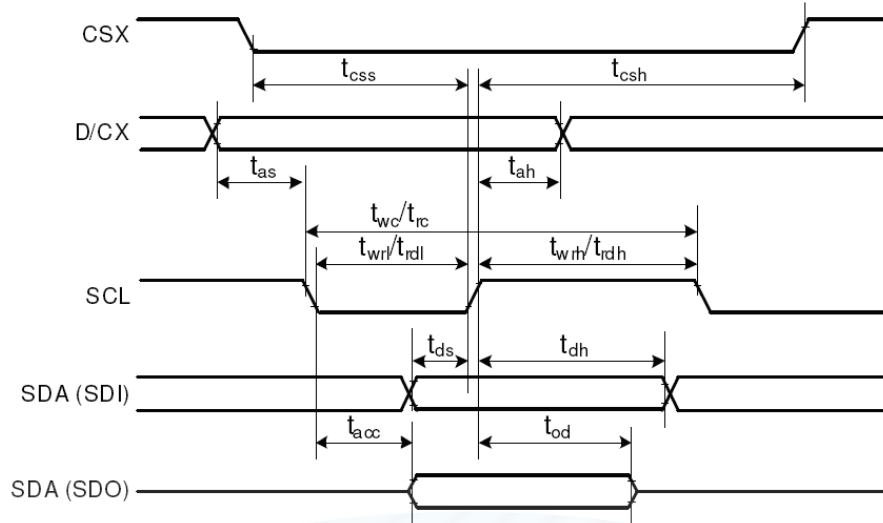 CSX
tcss
tcsh
D/CX
tas
tah
twc/trc
twrl/trdl
twrh/trdh
SCL
tds
tdh
SDA (SDI)
tacc
tod
SDA (SDO)